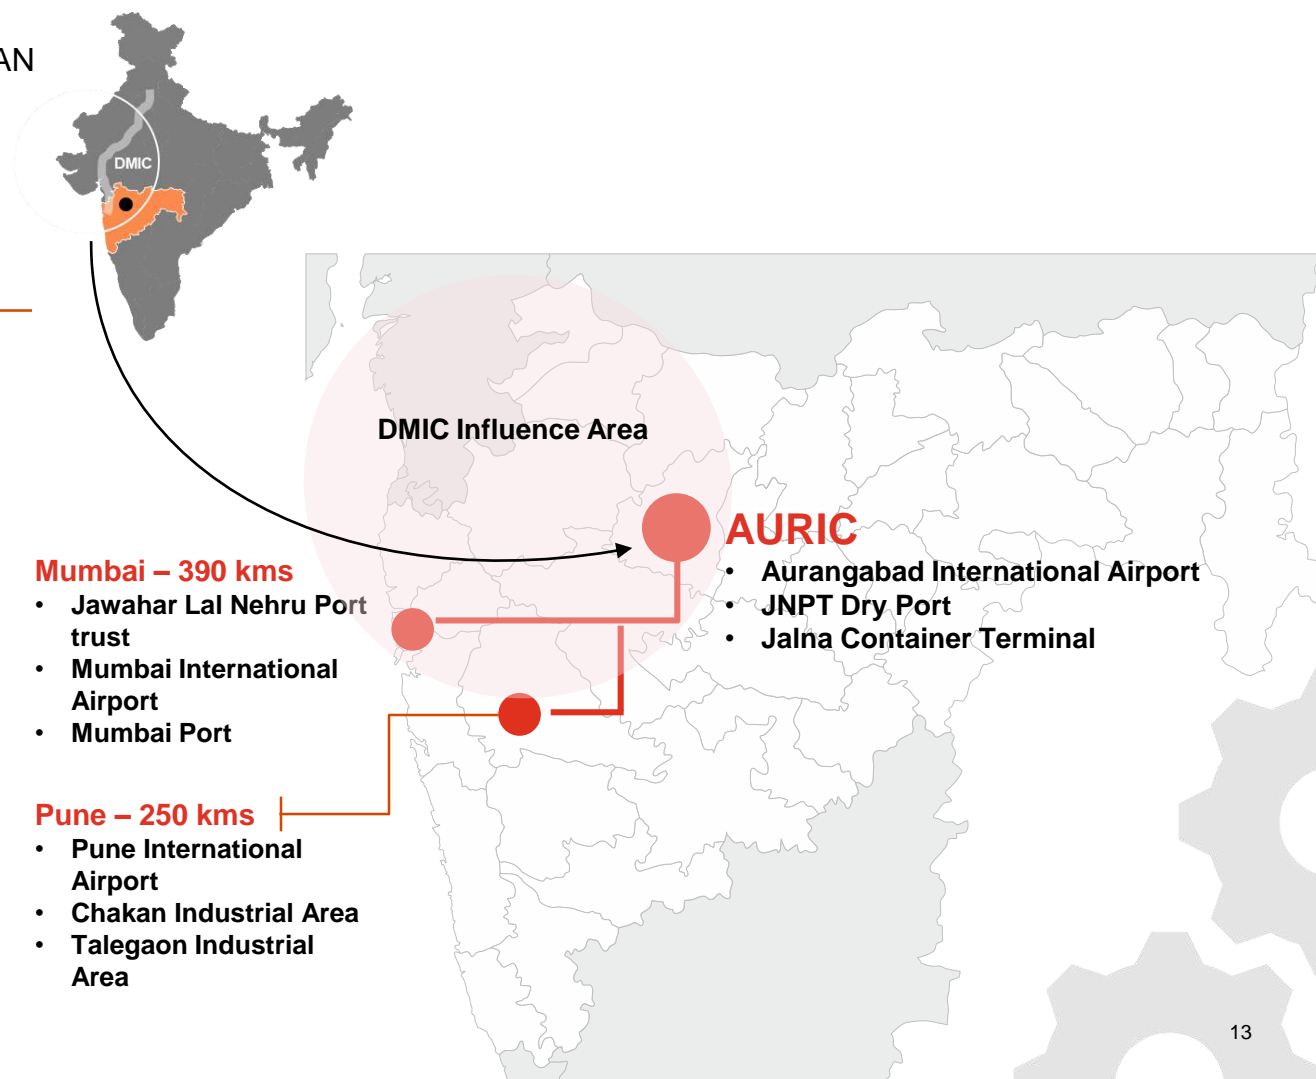 AN
DMIC
DMIC Influence Area
AURIC
• Aurangabad International Airport
• JNPT Dry Port
• Jalna Container Terminal
Mumbai – 390 kms
• Jawahar Lal Nehru Port
trust
• Mumbai International
Airport
• Mumbai Port
Pune – 250 kms
• Pune International
Airport
• Chakan Industrial Area
• Talegaon Industrial
Area
13